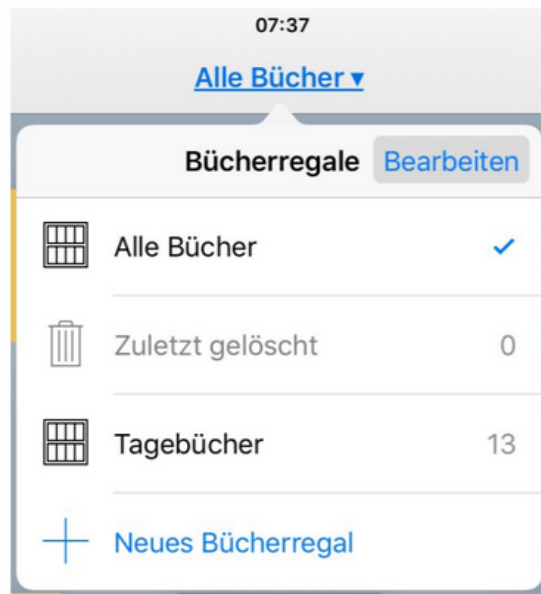 07:37
Alle Bücher ▾
Bücherregale Bearbeiten
Alle Bücher
Zuletzt gelöscht 0
Tagebücher 13
Neues Bücherregal